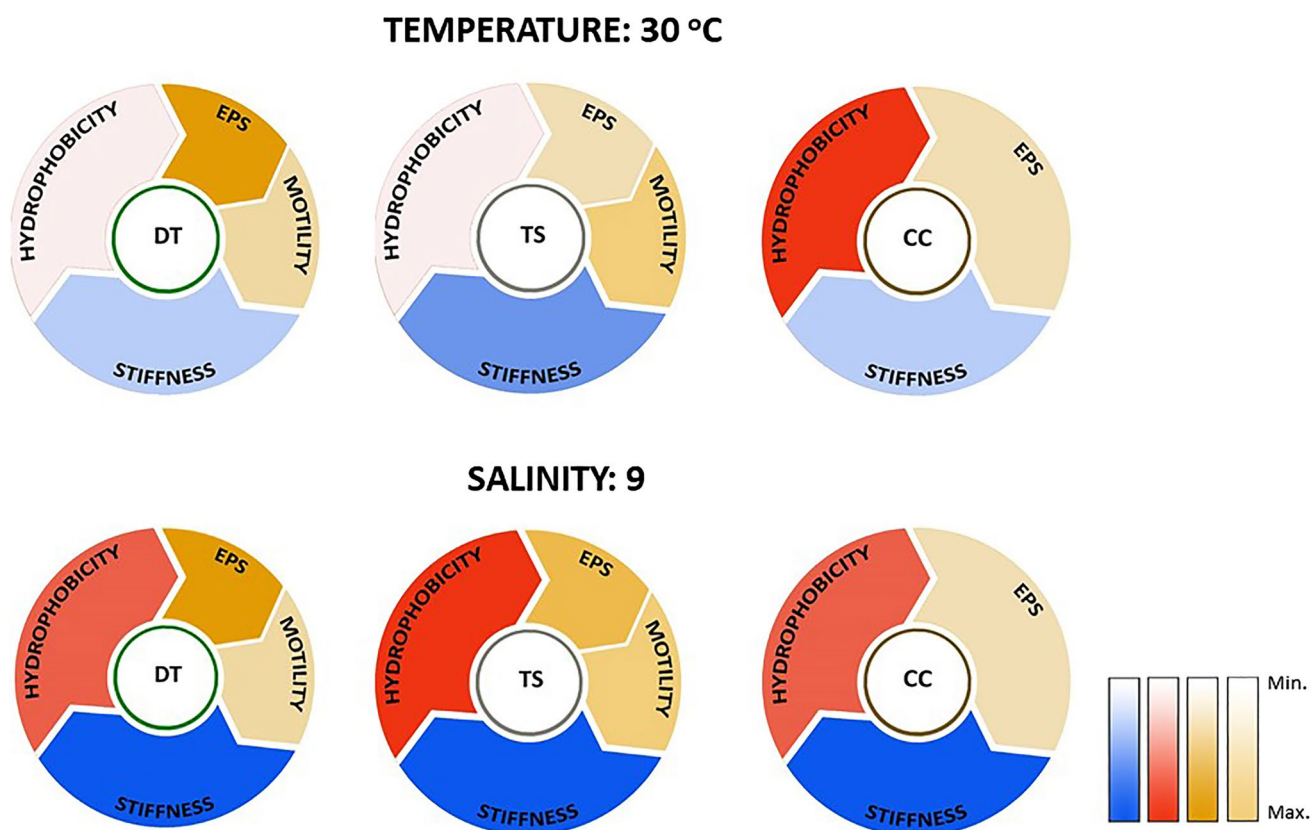 TEMPERATURE: 30 °C
HYDROPHOBICITY
EPS
MOTILITY
STIFFNESS
DT
HYDROPHOBICITY
EPS
MOTILITY
STIFFNESS
TS
HYDROPHOBICITY
EPS
STIFFNESS
CC
SALINITY: 9
HYDROPHOBICITY
EPS
MOTILITY
STIFFNESS
DT
HYDROPHOBICITY
EPS
MOTILITY
STIFFNESS
TS
HYDROPHOBICITY
EPS
STIFFNESS
CC
Min.
Max.